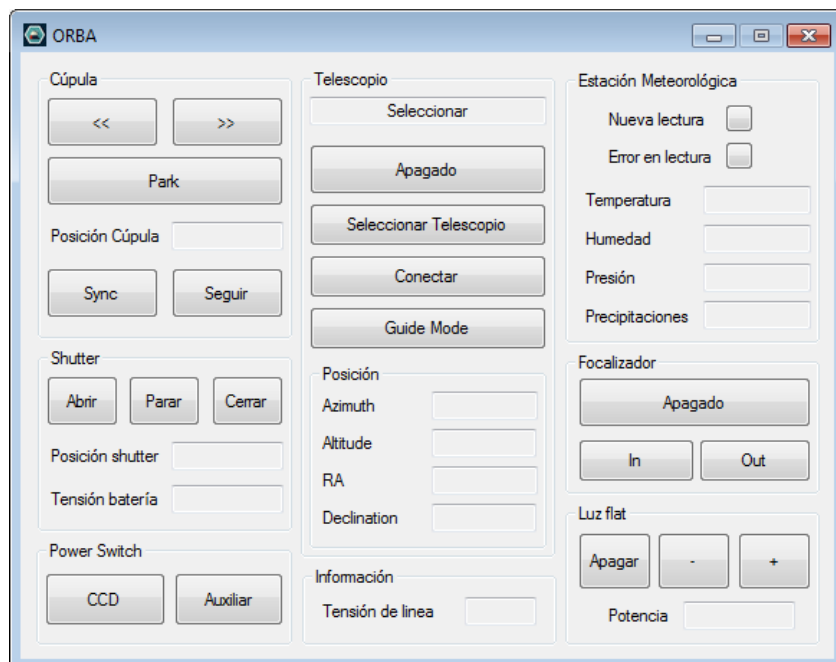 ORBA
Cúpula
<< >>
Park
Posición Cúpula
Sync Seguir
Shutter
Abrir Parar Cerrar
Posición shutter
Tensión batería
Power Switch
CCD Auxiliar
Telescopio
Seleccionar
Apagado
Seleccionar Telescopio
Conectar
Guide Mode
Posición
Azimuth
Altitude
RA
Declination
Información
Tensión de linea
Estación Meteorológica
Nueva lectura
Error en lectura
Temperatura
Humedad
Presión
Precipitaciones
Focalizador
Apagado
In Out
Luz flat
Apagar - +
Potencia